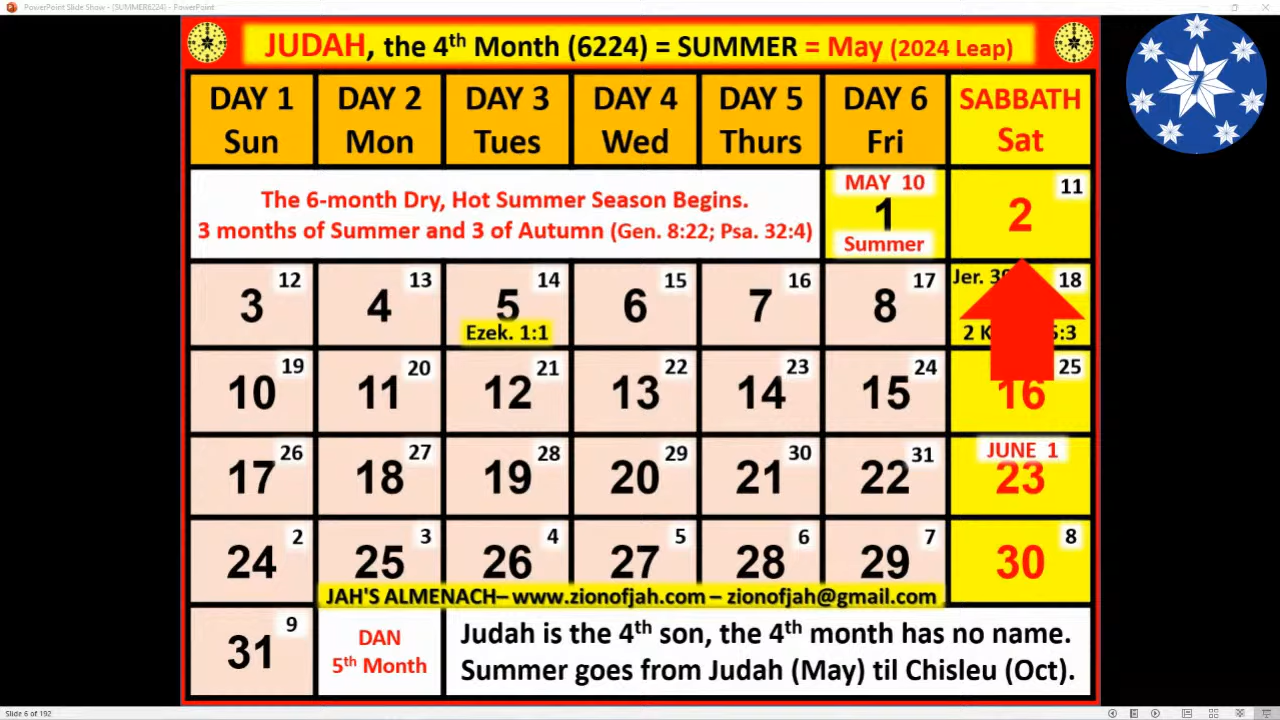 PowerPoint Slide Show - (SUMMER6224) - PowerPoint
JUDAH, the 4th Month (6224) = SUMMER = May (2024 Leap)
7
DAY 1 DAY 2 DAY 3 DAY 4 DAY 5 DAY 6 SABBATH
Sun Mon Tues Wed Thurs Fri Sat
The 6-month Dry, Hot Summer Season Begins.
3 months of Summer and 3 of Autumn (Gen. 8:22; Psa. 32:4)
MAY 10
1
Summer
11
2
12 13 14 15 16 17 18
3 4 5 6 7 8
Jer.
Ezek. 1:1
2
19 20 21 22 23 24 25
10 11 12 13 14 15 16
26 27 28 29 30 31 JUNE 1
17 18 19 20 21 22 23
2 3 4 5 6 7 8
24 25 26 27 28 29 30
JAH'S ALMENACH– www.zionofjah.com – zionofjah@gmail.com
9
31
DAN
5th Month
Judah is the 4th son, the 4th month has no name.
Summer goes from Judah (May) til Chisleu (Oct).
Slide 6 of 192